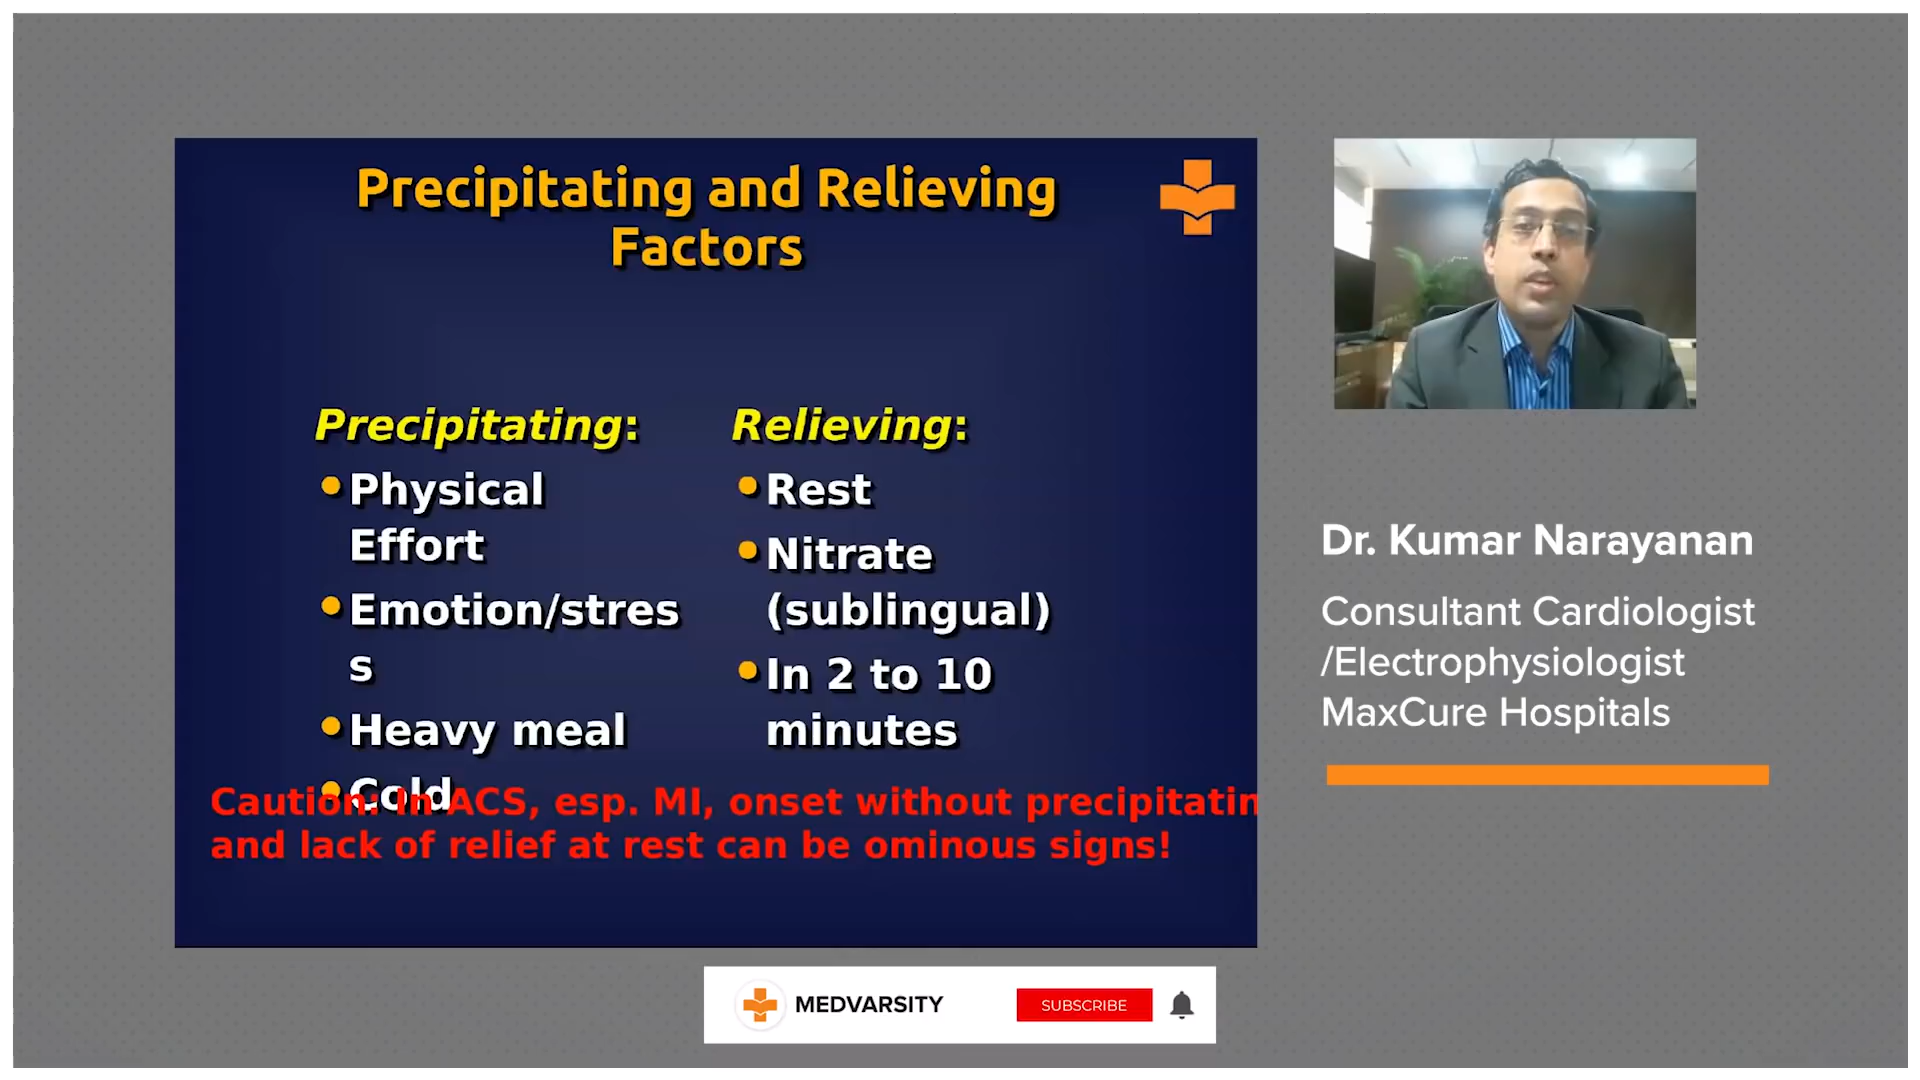 Precipitating and Relieving
Factors
Precipitating:
•Physical
Effort
•Emotion/stres
s
•Heavy meal
•Cold
Relieving:
•Rest
•Nitrate
(sublingual)
•In 2 to 10
minutes
Caution: In ACS, esp. MI, onset without precipitatin
and lack of relief at rest can be ominous signs!
Dr. Kumar Narayanan
Consultant Cardiologist
/Electrophysiologist
MaxCure Hospitals
MEDVARSITY
SUBSCRIBE